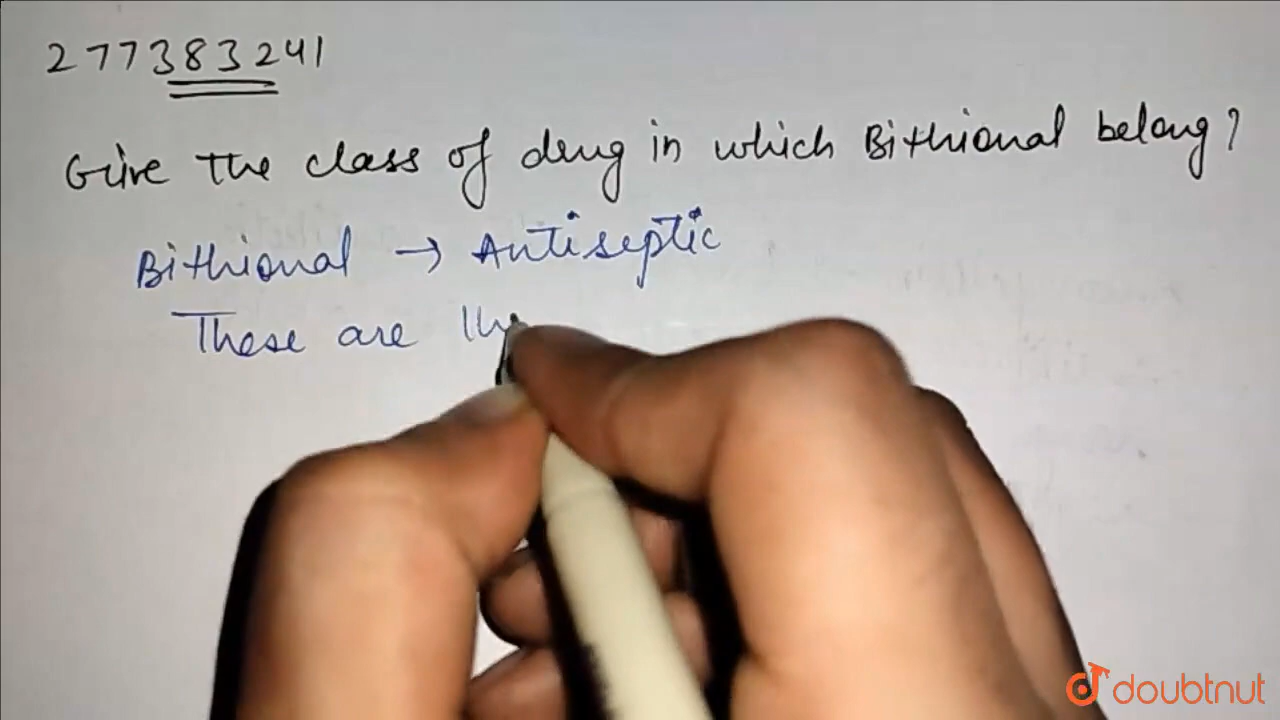 277383241
Give the class of drug in which Bithional belong?
Bithional → Antiseptic
These are
doubtnut